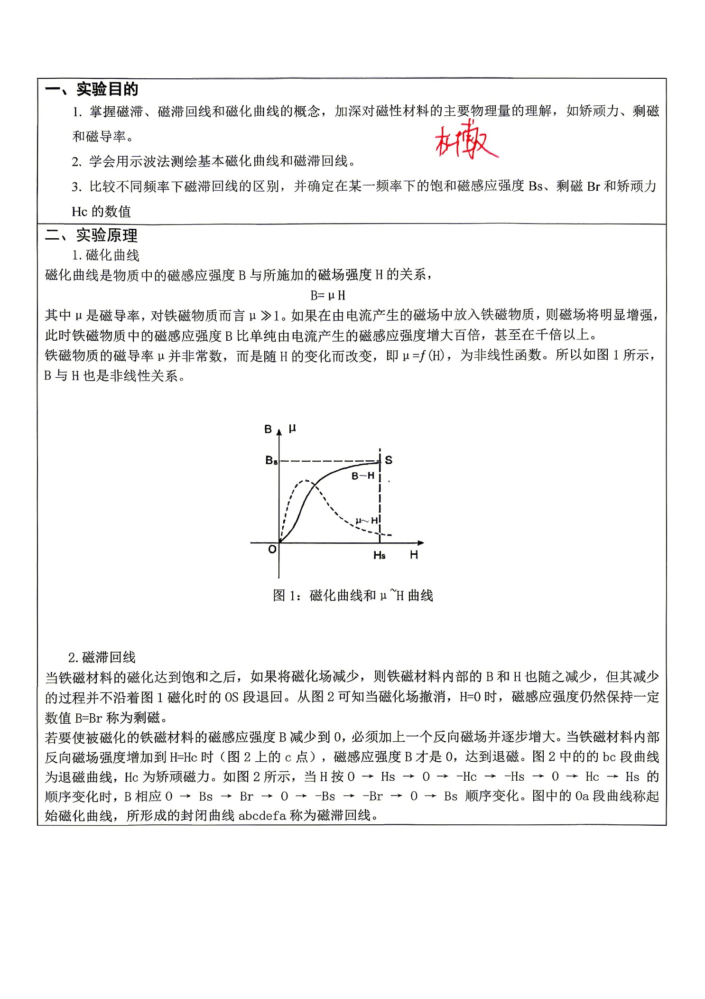 一、实验目的
1. 掌握磁滞、磁滞回线和磁化曲线的概念，加深对磁性材料的主要物理量的理解，如矫顽力、剩磁
和磁导率。
2、学会用示波法测绘基本磁化曲线和磁滞回线。
3. 比较不同频率下磁滞回线的区别，并确定在某一频率下的饱和磁感应强度 Bs、剩磁 Br 和矫顽力
Hc 的数值
二、实验原理
1.磁化曲线
磁化曲线是物质中的磁感应强度 B 与所施加的磁场强度 H 的关系，
B=μH
其中 μ 是磁导率，对铁磁物质而言 μ≫1。如果在由电流产生的磁场中放入铁磁物质，则磁场将明显增强，
此时铁磁物质中的磁感应强度 B 比单纯由电流产生的磁感应强度增大百倍，甚至在千倍以上。
铁磁物质的磁导率 μ 并非常数，而是随 H 的变化而改变，即 μ=f(H)，为非线性函数。所以如图 1 所示，
B 与 H 也是非线性关系。
B μ
Bs S
B—H
μ~H
O Hs H
图 1：磁化曲线和 μ~H 曲线
2.磁滞回线
当铁磁材料的磁化达到饱和之后，如果将磁化场减少，则铁磁材料内部的 B 和 H 也随之减少，但其减少
的过程并不沿着图 1 磁化时的 OS 段退回。从图 2 可知当磁化场撤消，H=0 时，磁感应强度仍然保持一定
数值 B=Br 称为剩磁。
若要使被磁化的铁磁材料的磁感应强度 B 减少到 0，必须加上一个反向磁场并逐步增大。当铁磁材料内部
反向磁场强度增加到 H=Hc 时（图 2 上的 c 点），磁感应强度 B 才是 0，达到退磁。图 2 中的的 bc 段曲线
为退磁曲线，Hc 为矫顽磁力。如图 2 所示，当 H 按 0 → Hs → 0 → -Hc → -Hs → 0 → Hc → Hs 的
顺序变化时，B 相应 0 → Bs → Br → 0 → -Bs → -Br → 0 → Bs 顺序变化。图中的 0a 段曲线称起
始磁化曲线，所形成的封闭曲线 abcdefa 称为磁滞回线。